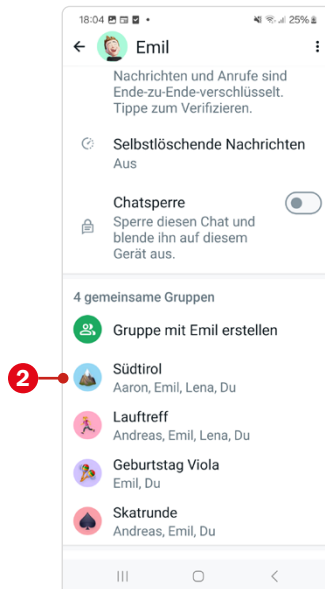 18:04
25%
Emil
Nachrichten und Anrufe sind
Ende-zu-Ende-verschlüsselt.
Tippe zum Verifizieren.
Selbstlöschende Nachrichten
Aus
Chatsperre
Sperre diesen Chat und
blende ihn auf diesem
Gerät aus.
4 gemeinsame Gruppen
Gruppe mit Emil erstellen
2
Südtirol
Aaron, Emil, Lena, Du
Lauftreff
Andreas, Emil, Lena, Du
Geburtstag Viola
Emil, Du
Skatrunde
Andreas, Emil, Du